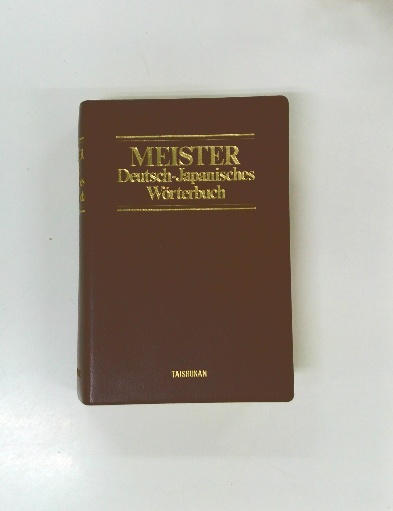 MEISTER
Deutsch-Japanisches
Wörterbuch
TAISHUKAN